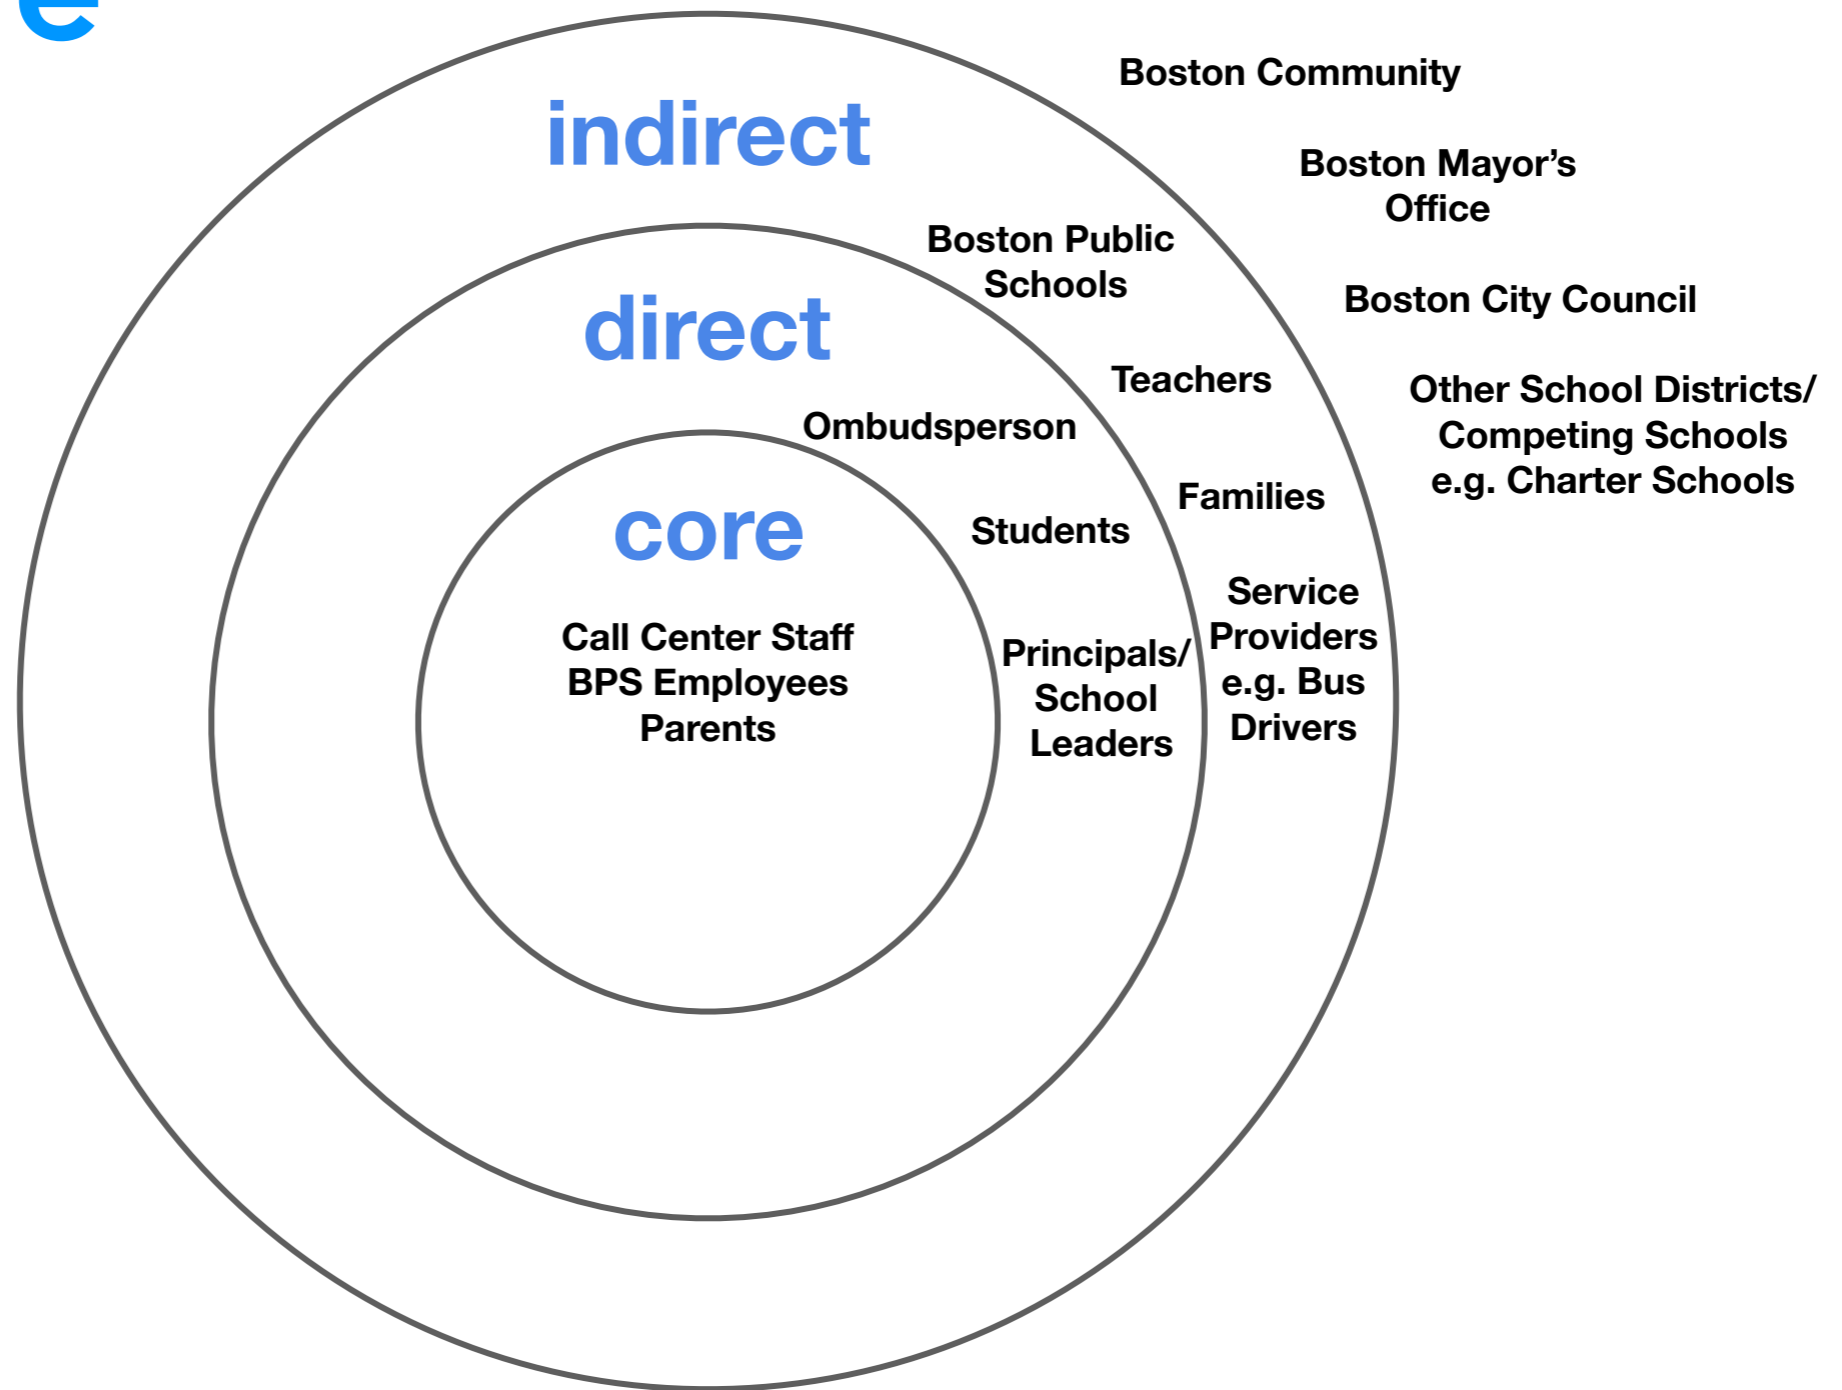 e
indirect
direct
core
Call Center Staff
BPS Employees
Parents
Ombudsperson
Students
Principals/
School
Leaders
Boston Public
Schools
Teachers
Families
Service
Providers
e.g. Bus
Drivers
Boston Community
Boston Mayor’s
Office
Boston City Council
Other School Districts/
Competing Schools
e.g. Charter Schools